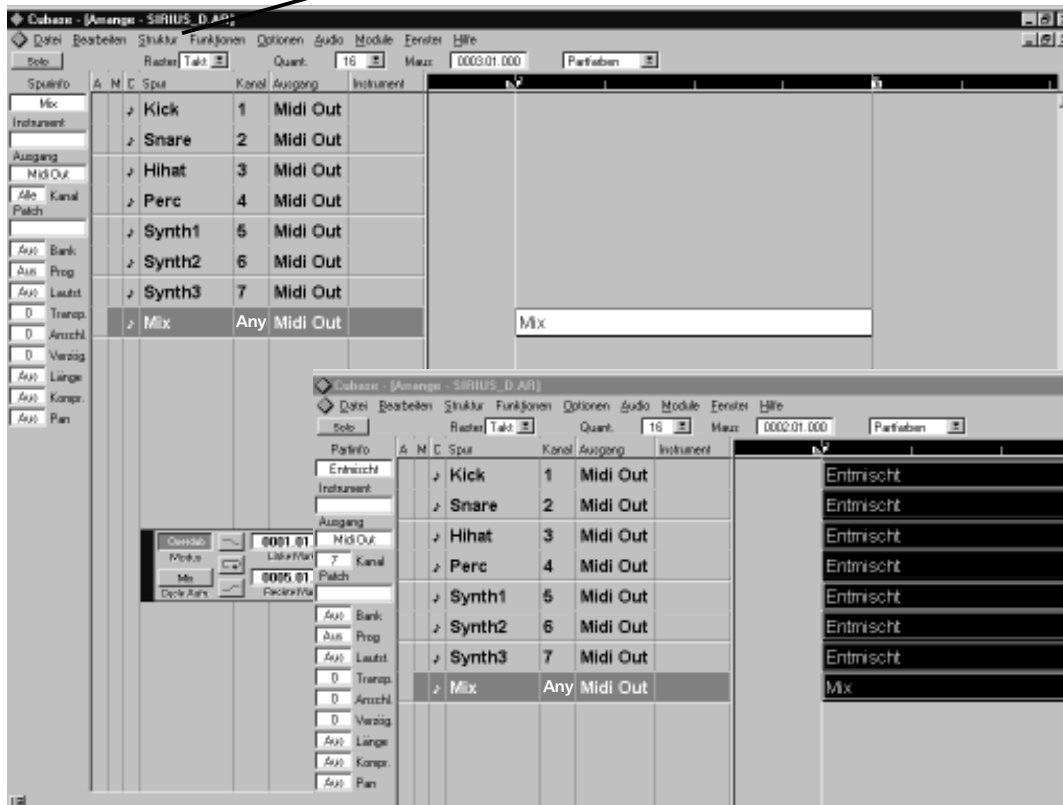 Cubase - [Arrange - SIRIUS_D.AR]
Datei Bearbeiten Struktur Funktionen Optionen Audio Module Fenster Hilfe
Solo Raster Takt Quant. 16 Maus: 0003.01.000 Partfarben
Spurinfo A M C Spur Kanal Ausgang Instrument
Mix
Instrument:
Ausgang
Midi Out
Alle Kanal
Patch
Aus Bank
Aus Prog
Aus Lautst.
0 Transp.
0 Anschl.
0 Verzög.
Aus Länge
Aus Kompr.
Aus Pan
Kick 1 Midi Out
Snare 2 Midi Out
Hihat 3 Midi Out
Perc 4 Midi Out
Synth1 5 Midi Out
Synth2 6 Midi Out
Synth3 7 Midi Out
Mix Any Midi Out
Mix
Overdub 0001.01
Modus Linke Mar
Mix 0005.01
Cycle Aufn. Rechte Ma
Cubase - [Arrange - SIRIUS_D.AR]
Datei Bearbeiten Struktur Funktionen Optionen Audio Module Fenster Hilfe
Solo Raster Takt Quant. 16 Maus: 0002.01.000 Partfarben
Partinfo A M C Spur Kanal Ausgang Instrument
Entmischt
Instrument:
Ausgang
Midi Out
7 Kanal
Patch
Aus Bank
Aus Prog
Aus Lautst.
0 Transp.
0 Anschl.
0 Verzög.
Aus Länge
Aus Kompr.
Aus Pan
Kick 1 Midi Out Entmischt
Snare 2 Midi Out Entmischt
Hihat 3 Midi Out Entmischt
Perc 4 Midi Out Entmischt
Synth1 5 Midi Out Entmischt
Synth2 6 Midi Out Entmischt
Synth3 7 Midi Out Entmischt
Mix Any Midi Out Mix